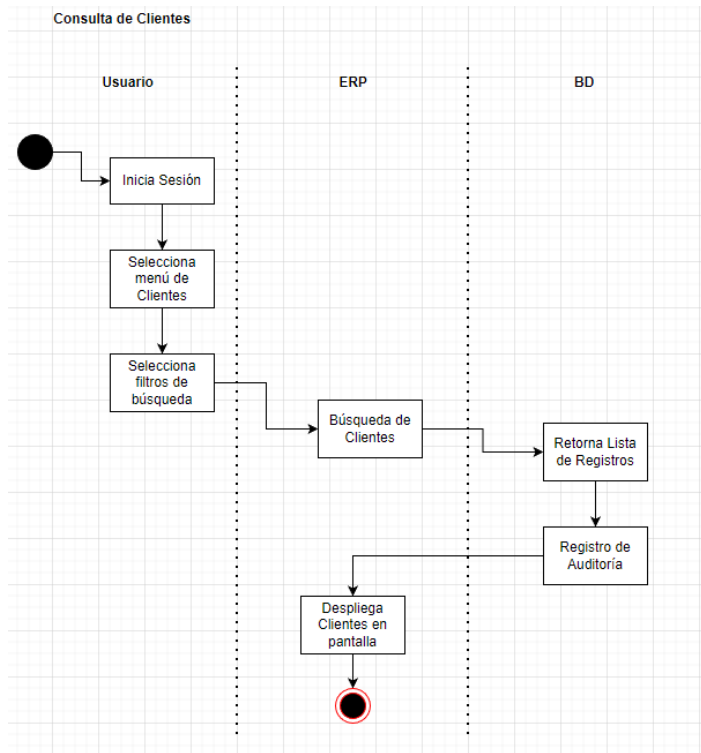 Consulta de Clientes
Usuario
ERP
BD
Inicia Sesión
Selecciona
menú de
Clientes
Selecciona
filtros de
búsqueda
Búsqueda de
Clientes
Retorna Lista
de Registros
Registro de
Auditoría
Despliega
Clientes en
pantalla